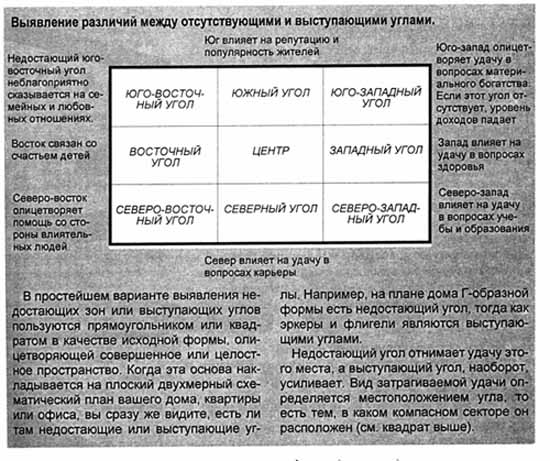 Выявление различий между отсутствующими и выступающими углами.
Юг влияет на репутацию и
популярность жителей
Недостающий юго-
восточный угол
неблагоприятно
сказывается на се-
мейных и любов-
ных отношениях.
Восток связан со
счастьем детей
Северо-восток
олицетворяет
помощь со сто-
роны влиятель-
ных людей
ЮГО-ВОСТОЧ-
НЫЙ УГОЛ
ЮЖНЫЙ УГОЛ
ЮГО-ЗАПАДНЫЙ
УГОЛ
ВОСТОЧНЫЙ
УГОЛ
ЦЕНТР
ЗАПАДНЫЙ УГОЛ
СЕВЕРО-ВОСТОЧ-
НЫЙ УГОЛ
СЕВЕРНЫЙ УГОЛ
СЕВЕРО-ЗАПАД-
НЫЙ УГОЛ
Юго-запад олицет-
воряет удачу в
вопросах матери-
ального богатства.
Если этот угол от-
сутствует, уровень
доходов падает
Запад влияет на
удачу в вопросах
здоровья
Северо-запад
влияет на удачу
в вопросах уче-
бы и образования
Север влияет на удачу в
вопросах карьеры
В простейшем варианте выявления не-
достающих зон или выступающих углов
пользуются прямоугольником или квад-
ратом в качестве исходной формы, оли-
цетворяющей совершенное или целост-
ное пространство. Когда эта основа нак-
ладывается на плоский двухмерный схе-
матический план вашего дома, квартиры
или офиса, вы сразу же видите, есть ли
там недостающие или выступающие уг-
лы. Например, на плане дома Г-образной
формы есть недостающий угол, тогда как
эркеры и флигели являются выступаю-
щими углами.
Недостающий угол отнимает удачу это-
го места, а выступающий угол, наоборот,
усиливает. Вид затрагиваемой удачи оп-
ределяется местоположением угла, то
есть тем, в каком компасном секторе он
расположен (см. квадрат выше).